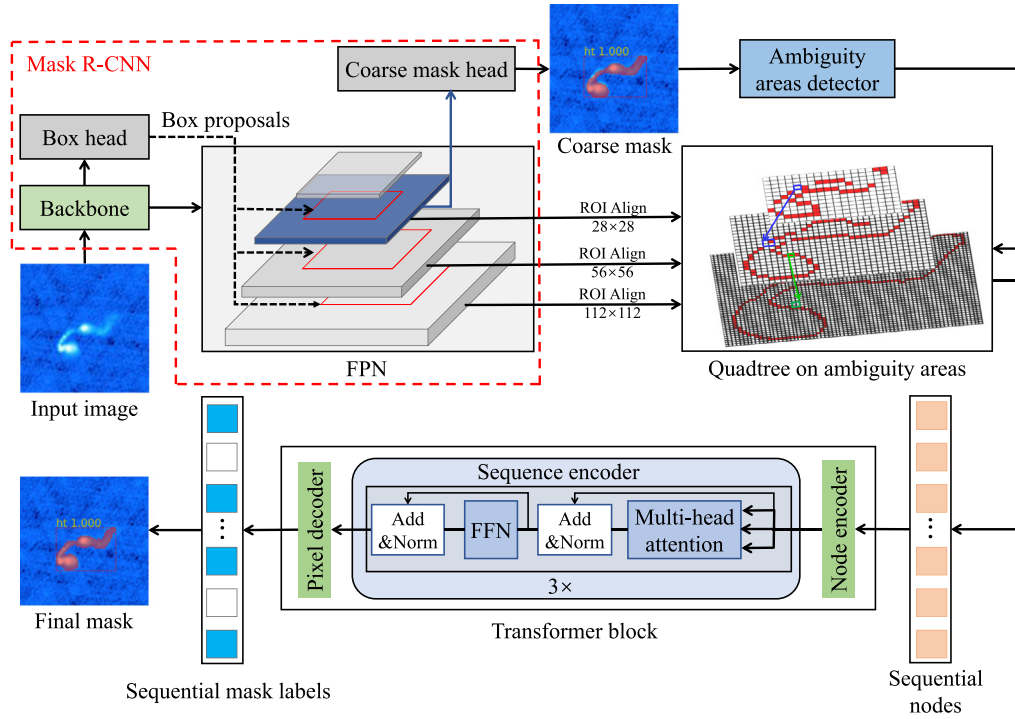 Mask R-CNN
Box head
Backbone
Input image
Box proposals
Coarse mask head
FPN
ht 1.000
Coarse mask
Ambiguity
areas detector
ROI Align
28×28
ROI Align
56×56
ROI Align
112×112
Quadtree on ambiguity areas
ht 1.000
Final mask
Sequential mask labels
Pixel decoder
Sequence encoder
Add
&Norm
FFN
Add
&Norm
Multi-head
attention
3×
Node encoder
Transformer block
Sequential
nodes